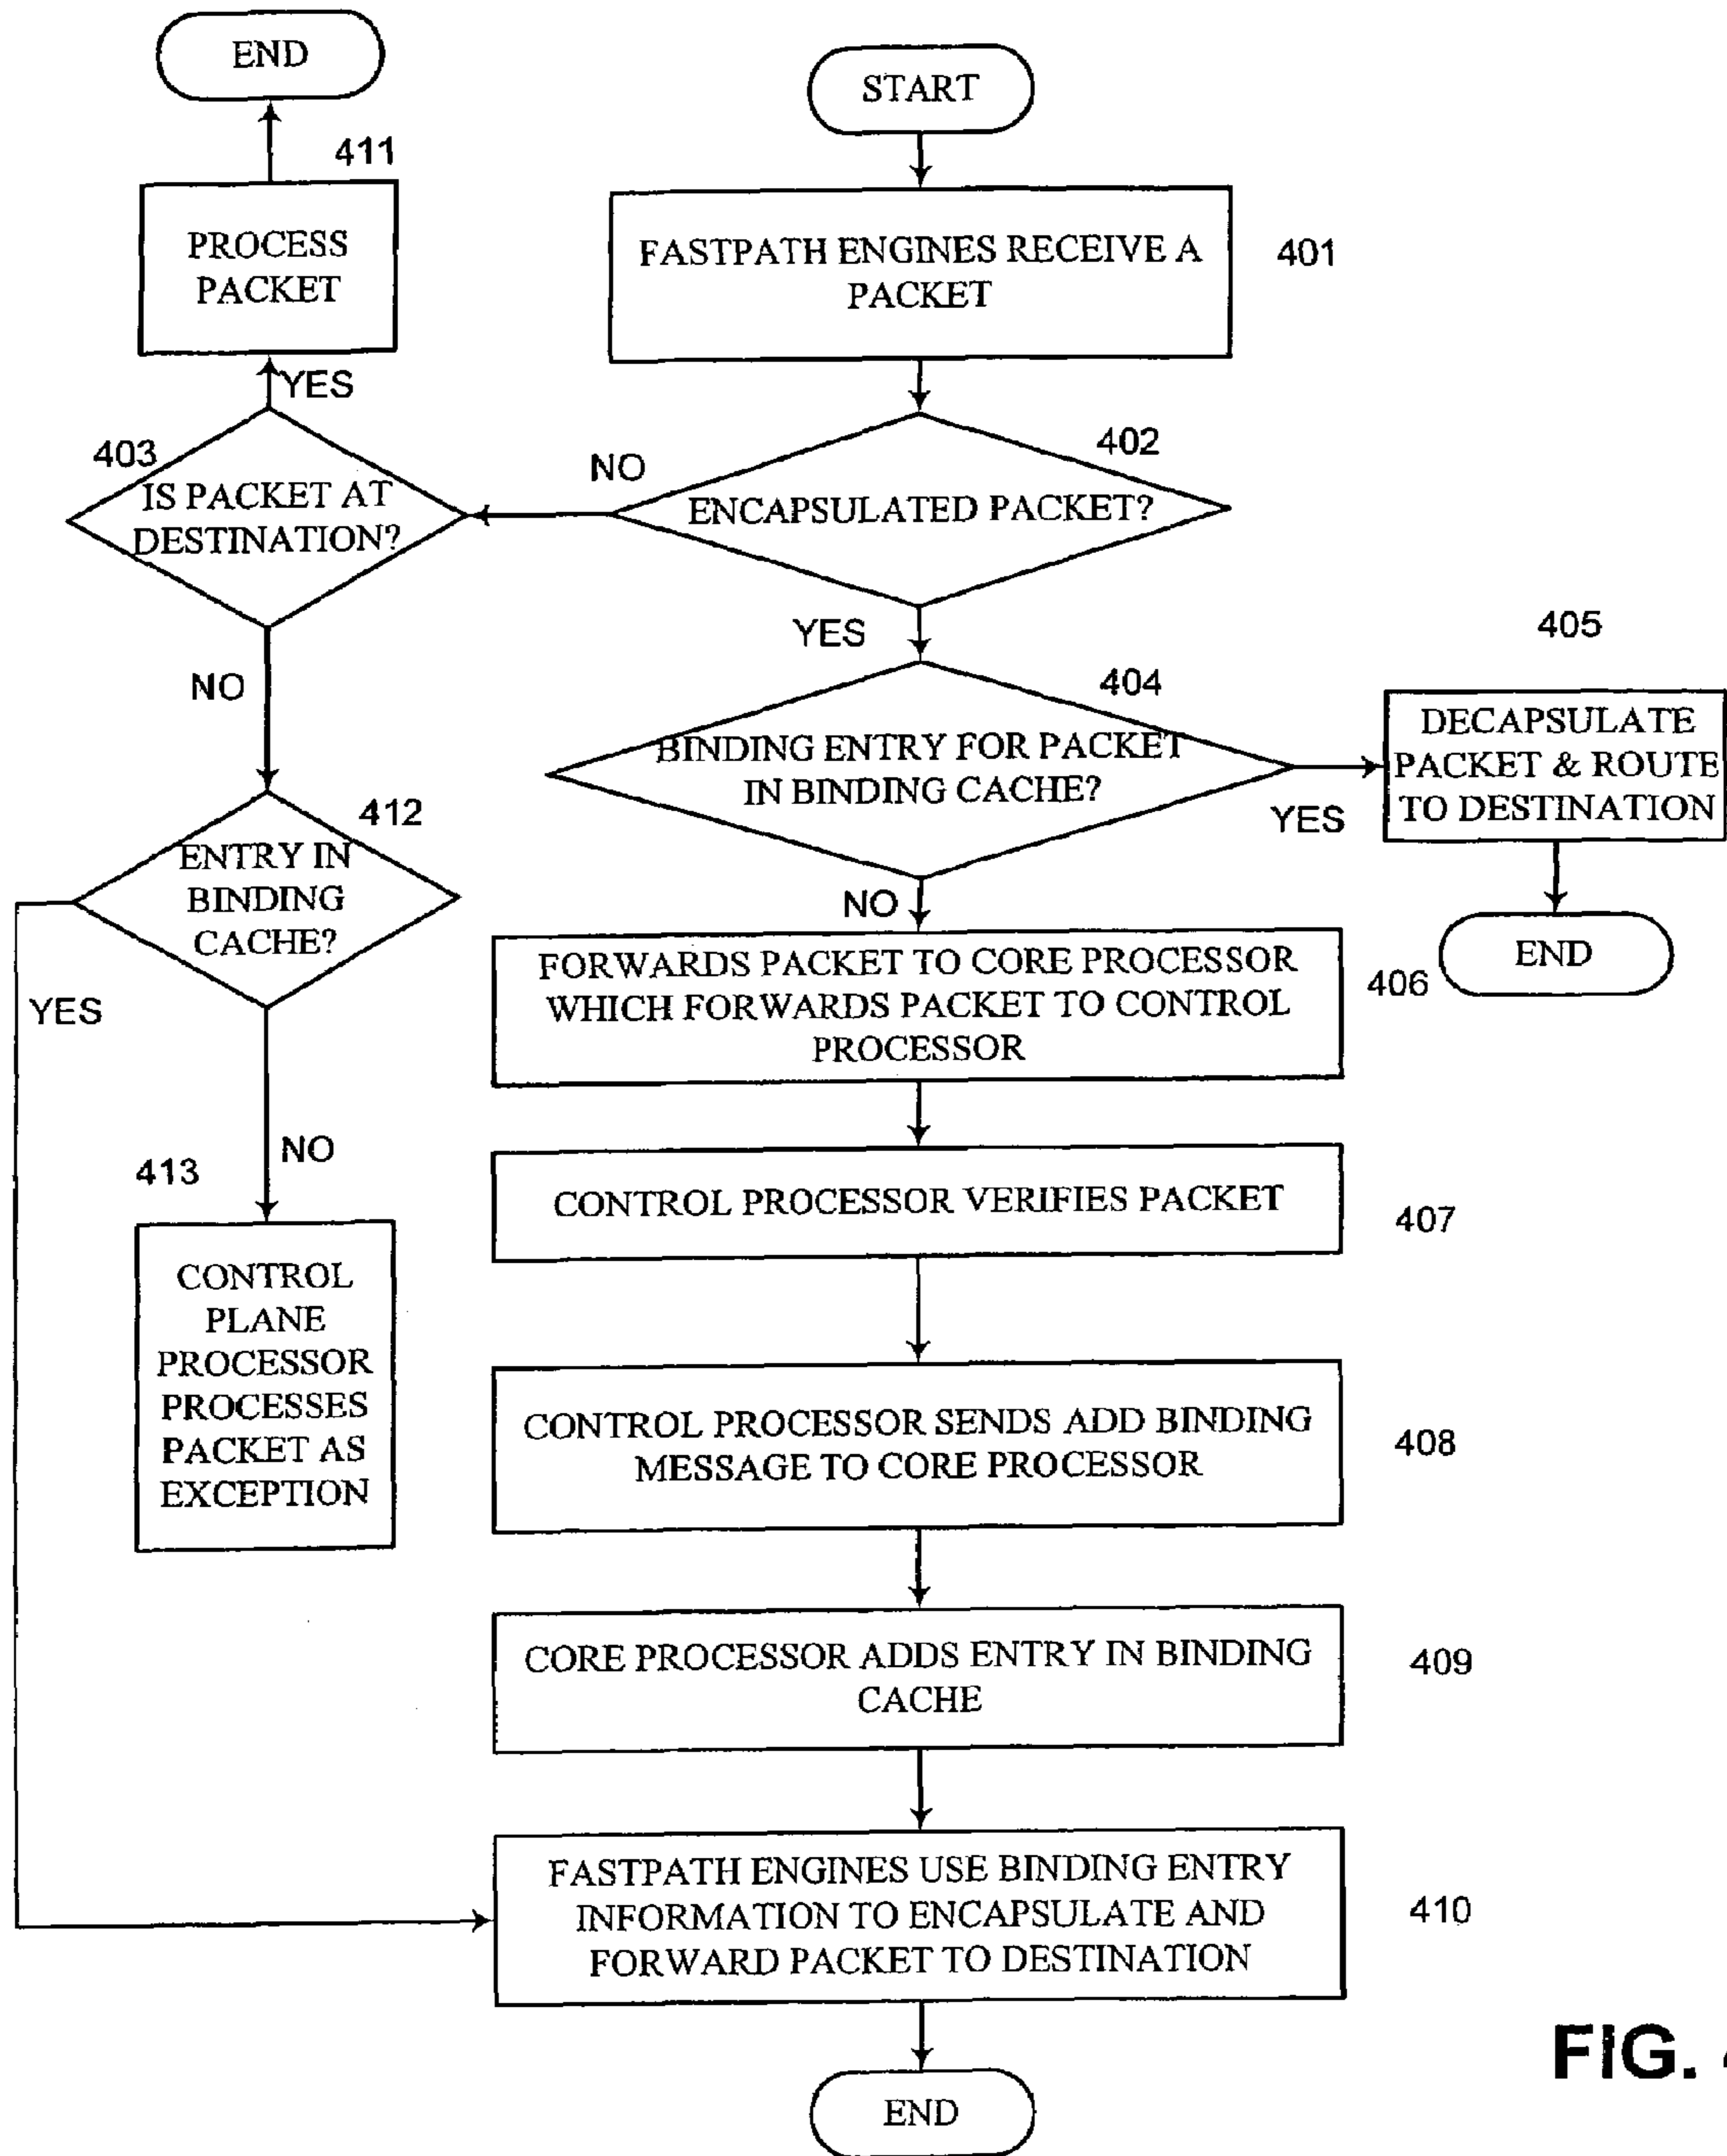 END
START
411
PROCESS
PACKET
FASTPATH ENGINES RECEIVE A
PACKET
401
YES
403
IS PACKET AT
DESTINATION?
NO
402
ENCAPSULATED PACKET?
YES
NO
404
BINDING ENTRY FOR PACKET
IN BINDING CACHE?
YES
405
DECAPSULATE
PACKET & ROUTE
TO DESTINATION
END
412
ENTRY IN
BINDING
CACHE?
YES
NO
413
CONTROL
PLANE
PROCESSOR
PROCESSES
PACKET AS
EXCEPTION
NO
FORWARDS PACKET TO CORE PROCESSOR
WHICH FORWARDS PACKET TO CONTROL
PROCESSOR
406
CONTROL PROCESSOR VERIFIES PACKET
407
CONTROL PROCESSOR SENDS ADD BINDING
MESSAGE TO CORE PROCESSOR
408
CORE PROCESSOR ADDS ENTRY IN BINDING
CACHE
409
FASTPATH ENGINES USE BINDING ENTRY
INFORMATION TO ENCAPSULATE AND
FORWARD PACKET TO DESTINATION
410
END
FIG. 4